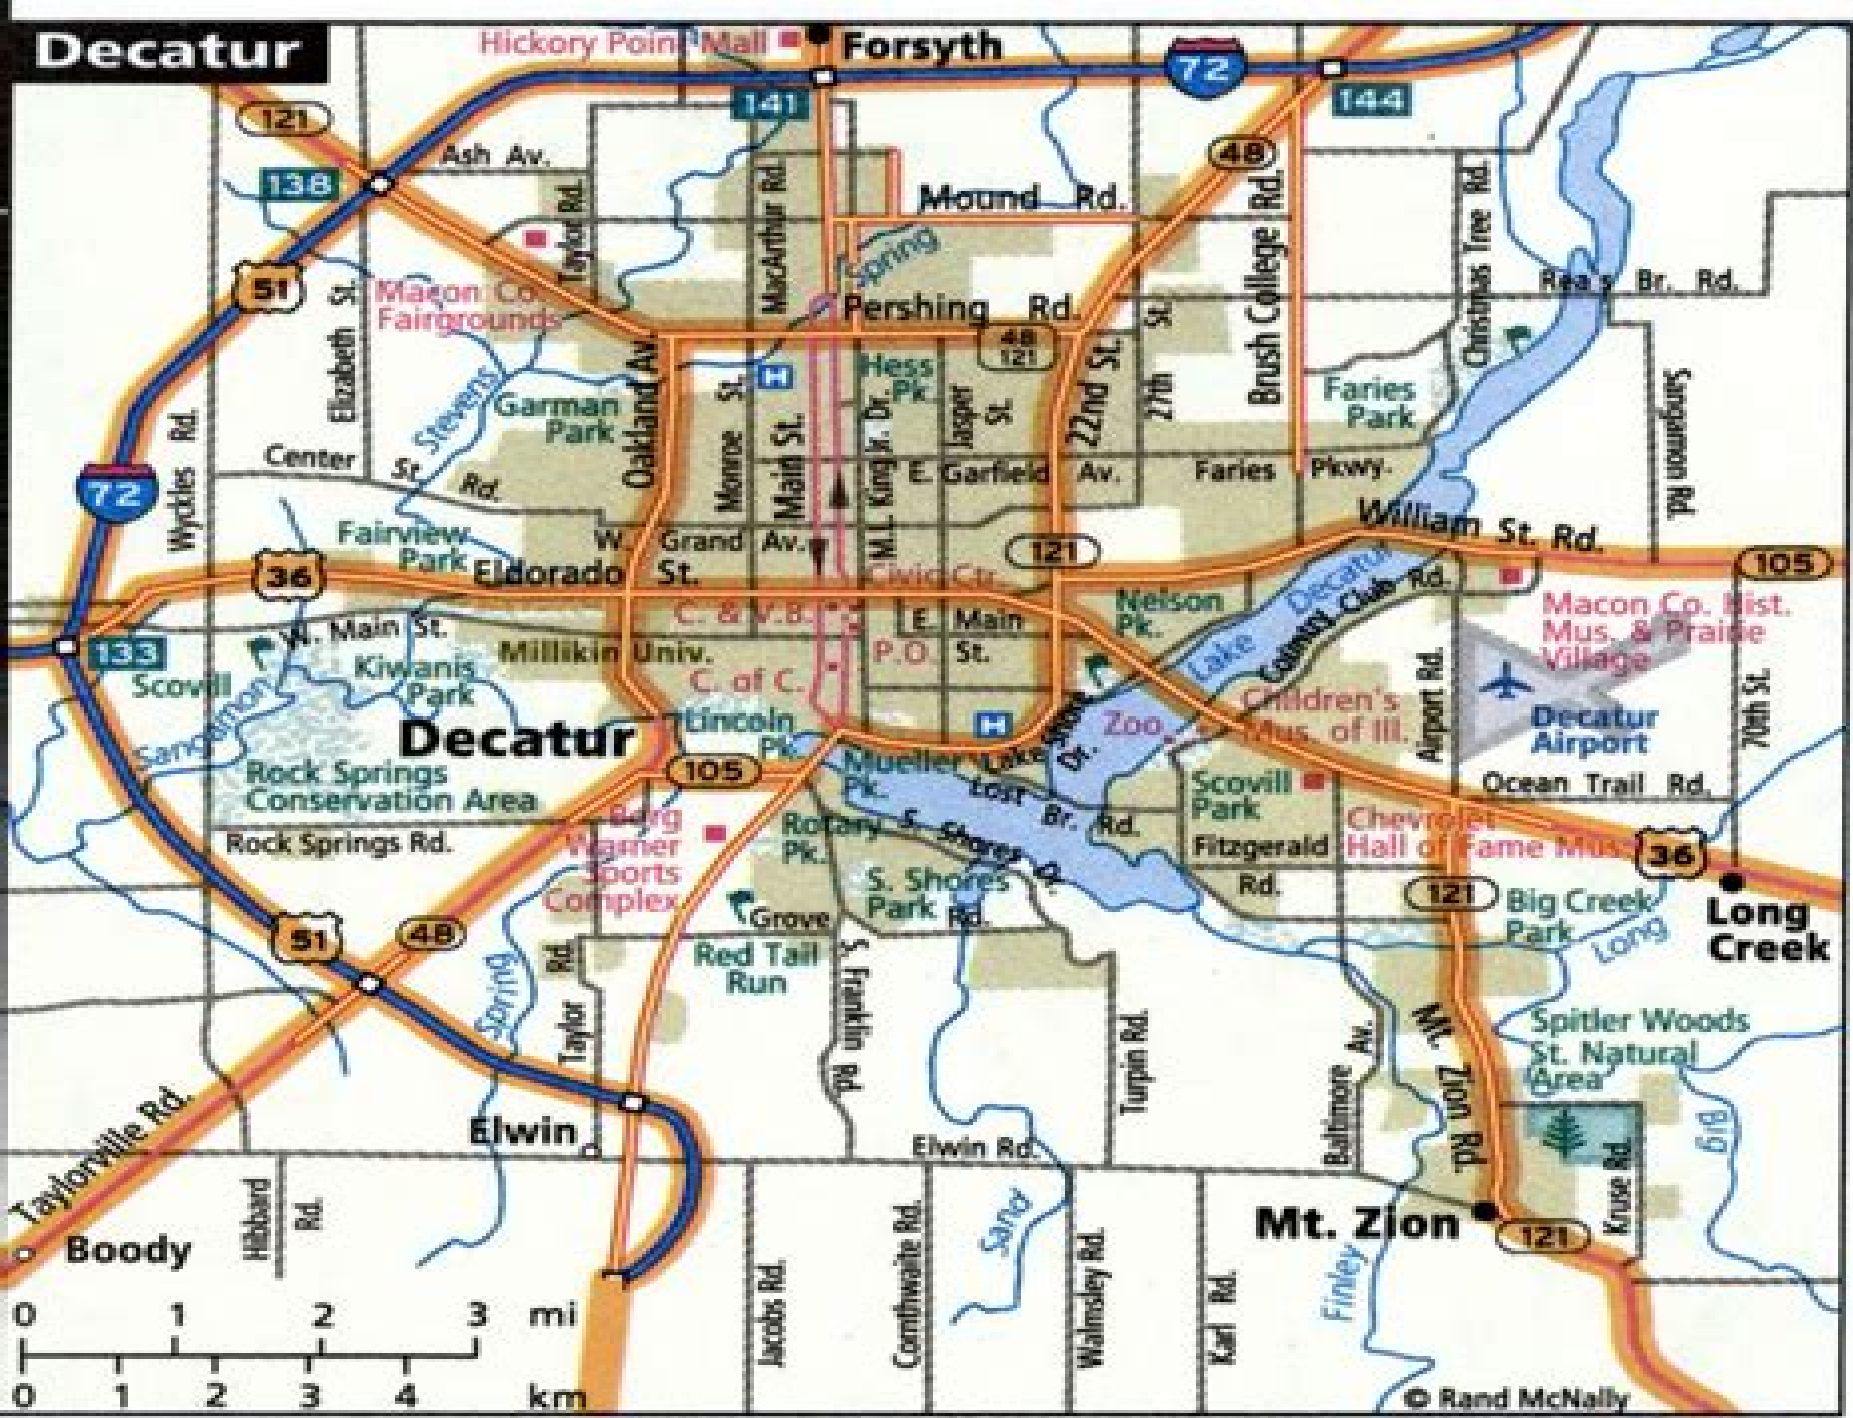 Decatur
Hickory Point Mall
Forsyth
72
121
141
144
Ash Av.
48
138
Mound Rd.
Taylor Rd.
MacArthur Rd.
Brush College Rd.
Christmas Tree Rd.
Spring
51
Elizabeth St.
Macon Co.
Fairgrounds
Pershing Rd.
Rea's Br. Rd.
48
121
Oakland Av.
Stevens
Garman
Park
Monroe St.
Main St.
Hess
Pk.
M.L. King Jr. Dr.
Jasper St.
22nd St.
27th St.
Faries
Park
Sangamon Rd.
Wyckles Rd.
Center St. Rd.
E. Garfield Av.
Faries Pkwy.
72
Fairview
Park
W. Grand Av.
121
William St. Rd.
36
Eldorado St.
Civic Ctr.
105
C. & V.B.
E. Main St.
Nelson
Pk.
Lake Decatur
Country Club Rd.
Macon Co. Hist.
Mus. & Prairie
Village
W. Main St.
133
Scovill
Kiwanis
Park
Millikin Univ.
P.O.
C. of C.
Airport Rd.
70th St.
Sangamon
Decatur
Lincoln
Pk.
Lake Shore Dr.
Zoo
Children's
Mus. of Ill.
Decatur
Airport
Rock Springs
Conservation Area
105
Mueller
Pk.
Lost Br. Rd.
Scovill
Park
Ocean Trail Rd.
Rock Springs Rd.
Borg
Warner
Sports
Complex
Rotary
Pk.
S. Shores Dr.
Fitzgerald Rd.
Chevrolet
Hall of Fame Mus.
36
S. Shores
Park
121
Big Creek
Park
Long
Creek
51
48
Grove Rd.
Long
Red Tail
Run
Spring
Taylor Rd.
S. Franklin Rd.
Turpin Rd.
Baltimore Av.
Mt. Zion Rd.
Spitler Woods
St. Natural
Area
Big
Taylorville Rd.
Elwin
Elwin Rd.
Kruse Rd.
Boody
Hibbard Rd.
Sand
Mt. Zion
121
Jacobs Rd.
Cornthwaite Rd.
Walmsley Rd.
Karl Rd.
Finley
0 1 2 3 mi
0 1 2 3 4 km
© Rand McNally